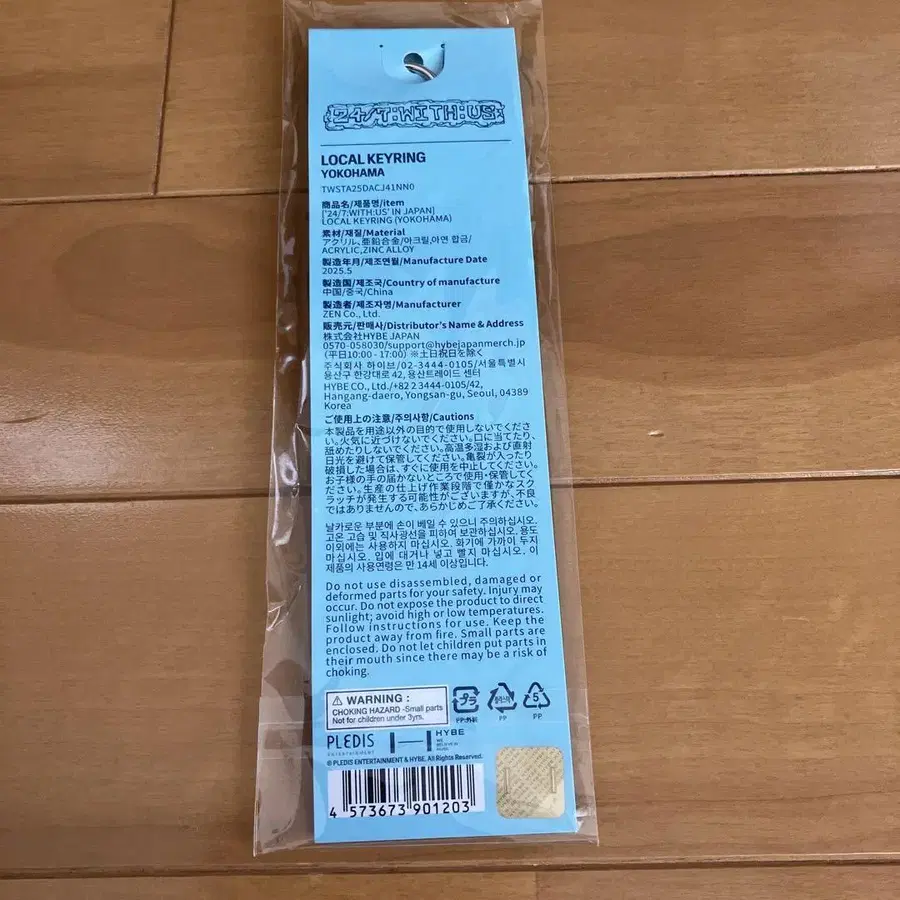 24/7:WITH:US
LOCAL KEYRING
YOKOHAMA
TWSTA25DACJ41NN0
商品名/제품명/item
['24/7:WITH:US' IN JAPAN]
LOCAL KEYRING (YOKOHAMA)
素材/재질/Material
アクリル、亜鉛合金/아크릴,아연 합금/
ACRYLIC,ZINC ALLOY
製造年月/제조연월/Manufacture Date
2025.5
製造国/제조국/Country of manufacture
中国/중국/China
製造者/제조자명/Manufacturer
ZEN Co., Ltd.
販売元/판매사/Distributor's Name & Address
株式会社HYBE JAPAN
0570-058030/support@hybejapanmerch.jp
(平日10:00 - 17:00) ※土日祝日を除く
주식회사 하이브/02-3444-0105/서울특별시
용산구 한강대로 42, 용산트레이드 센터
HYBE CO., Ltd./+82 2 3444-0105/42,
Hangang-daero, Yongsan-gu, Seoul, 04389
Korea
ご使用上の注意/주의사항/Cautions
本製品を用途以外の目的で使用しないでくださ
い。火気に近づけないでください。口に当てたり、
舐めたりしないでください。高温多湿および直射
日光を避けて保管してください。亀裂が入ったり
破損した場合は、すぐに使用を中止してください。
お子様の手の届かないところで使用・保管してく
ださい。生産の仕上げ作業段階で僅かなスク
ラッチが発生する可能性がございますが、不良
ではありませんので、あらかじめご了承ください。
날카로운 부분에 손이 베일 수 있으니 주의하십시오.
고온 고습 및 직사광선을 피하여 보관하십시오. 용도
이외에는 사용하지 마십시오. 화기에 가까이 두지
마십시오. 입에 대거나 넣고 빨지 마십시오. 이
제품의 사용연령은 만 14세 이상입니다.
Do not use disassembled, damaged or
deformed parts for your safety. Injury may
occur. Do not expose the product to direct
sunlight; avoid high or low temperatures.
Follow instructions for use. Keep the
product away from fire. Small parts are
enclosed. Do not let children put parts in
their mouth since there may be a risk of
choking.
WARNING :
CHOKING HAZARD -Small parts
Not for children under 3yrs.
プラ
PP:外装
PP
5
PP
PLEDIS
ENTERTAINMENT
HYBE
WE
BELIEVE IN
MUSIC
© PLEDIS ENTERTAINMENT & HYBE. All Rights Reserved.
4 573673 901203